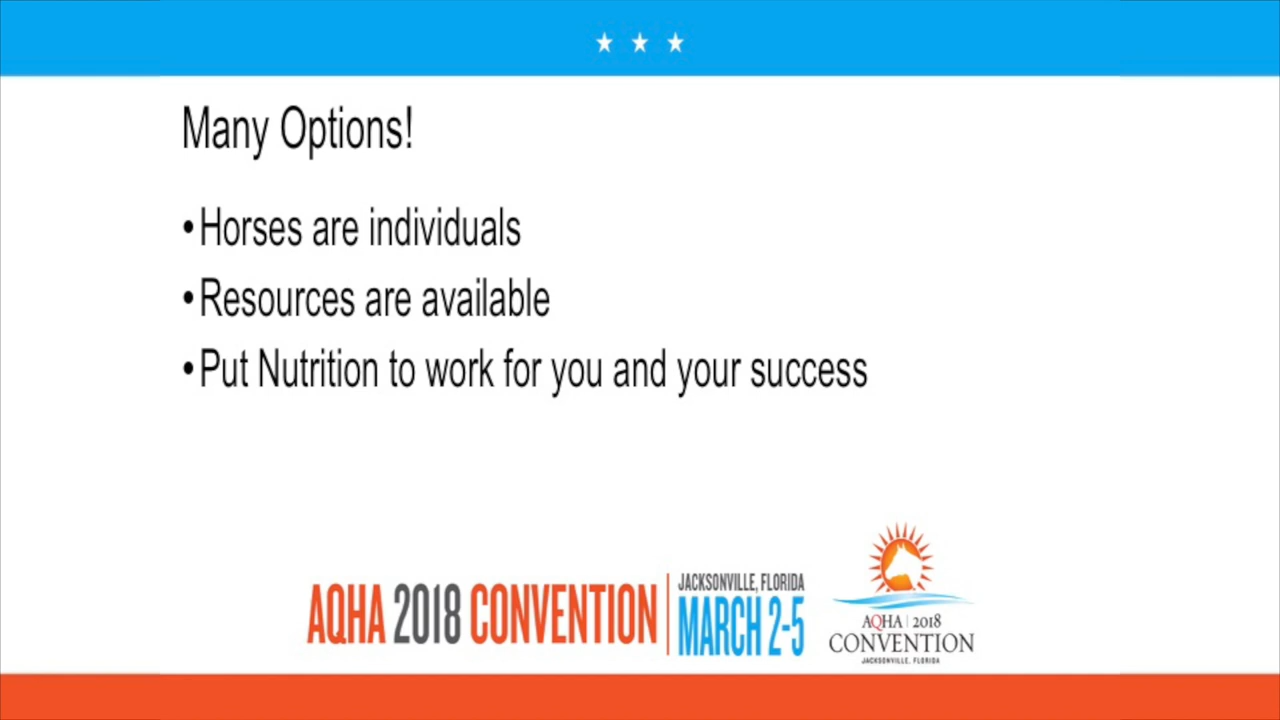 Many Options!
•Horses are individuals
•Resources are available
•Put Nutrition to work for you and your success
AQHA 2018 CONVENTION
JACKSONVILLE, FLORIDA
MARCH 2-5
AQHA | 2018
CONVENTION
JACKSONVILLE, FLORIDA